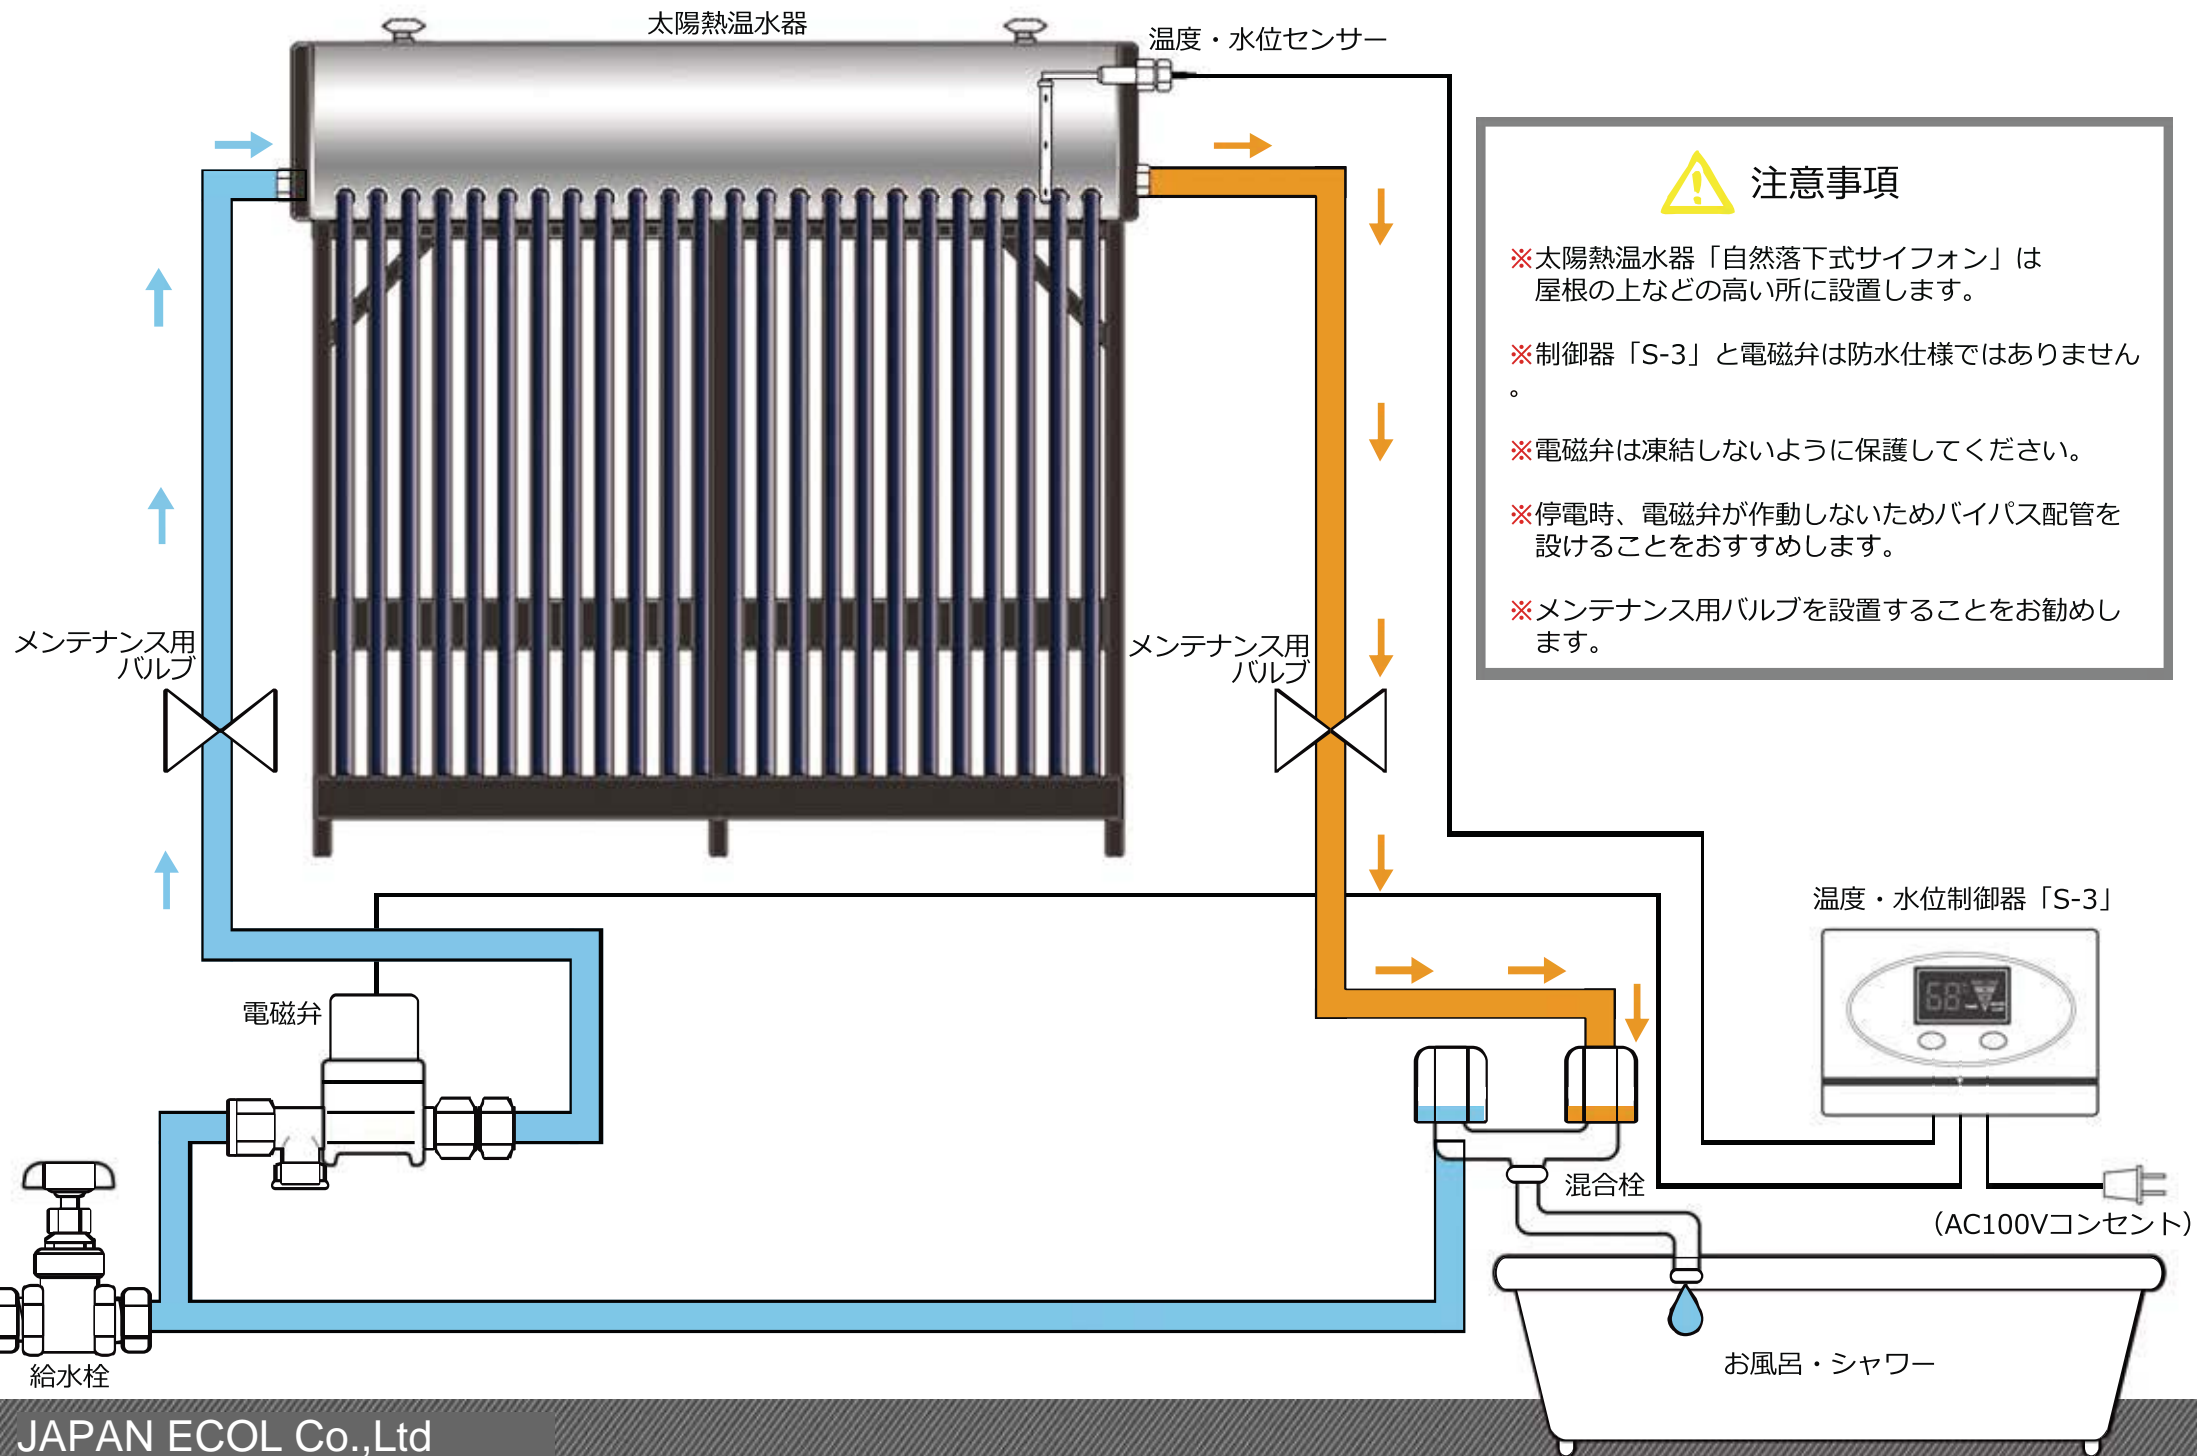 太陽熱温水器
温度・水位センサー
注意事項
※太陽熱温水器「自然落下式サイフォン」は
屋根の上などの高い所に設置します。
※制御器「S-3」と電磁弁は防水仕様ではありません
。
※電磁弁は凍結しないように保護してください。
※停電時、電磁弁が作動しないためバイパス配管を
設けることをおすすめします。
※メンテナンス用バルブを設置することをお勧めし
ます。
メンテナンス用
バルブ
メンテナンス用
バルブ
温度・水位制御器「S-3」
68
電磁弁
混合栓
（AC100Vコンセント）
お風呂・シャワー
給水栓
JAPAN ECOL Co.,Ltd